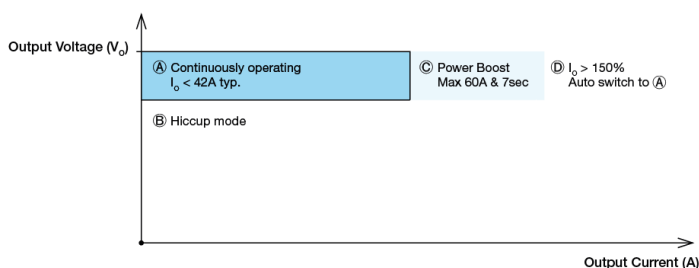 Output Voltage (Vo)
Ⓐ Continuously operating
Io < 42A typ.
Ⓒ Power Boost
Max 60A & 7sec
Ⓓ Io > 150%
Auto switch to Ⓐ
Ⓑ Hiccup mode
Output Current (A)